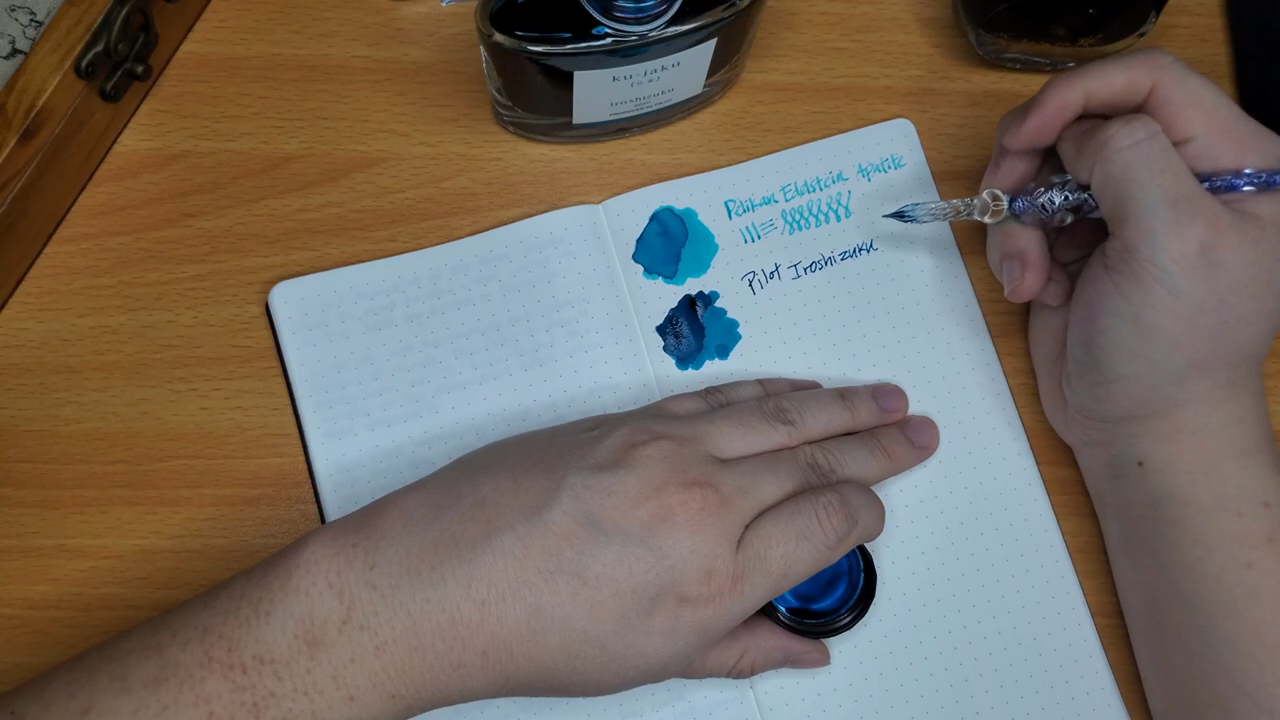 ku-jaku
iroshizuku
Pelikan Edelstein Apatite
Pilot Iroshizuku